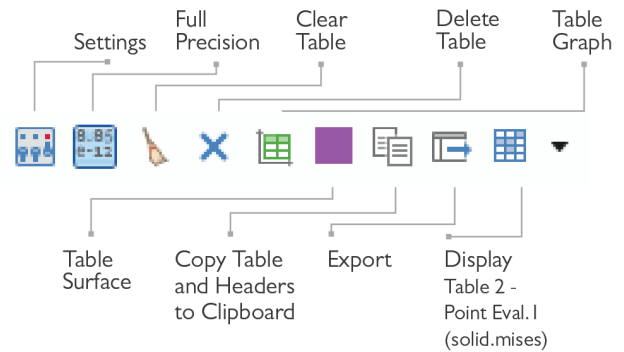 Settings
Full
Precision
Clear
Table
Delete
Table
Table
Graph
8.85
e-12
Table
Surface
Copy Table
and Headers
to Clipboard
Export
Display
Table 2 -
Point Eval.1
(solid.mises)